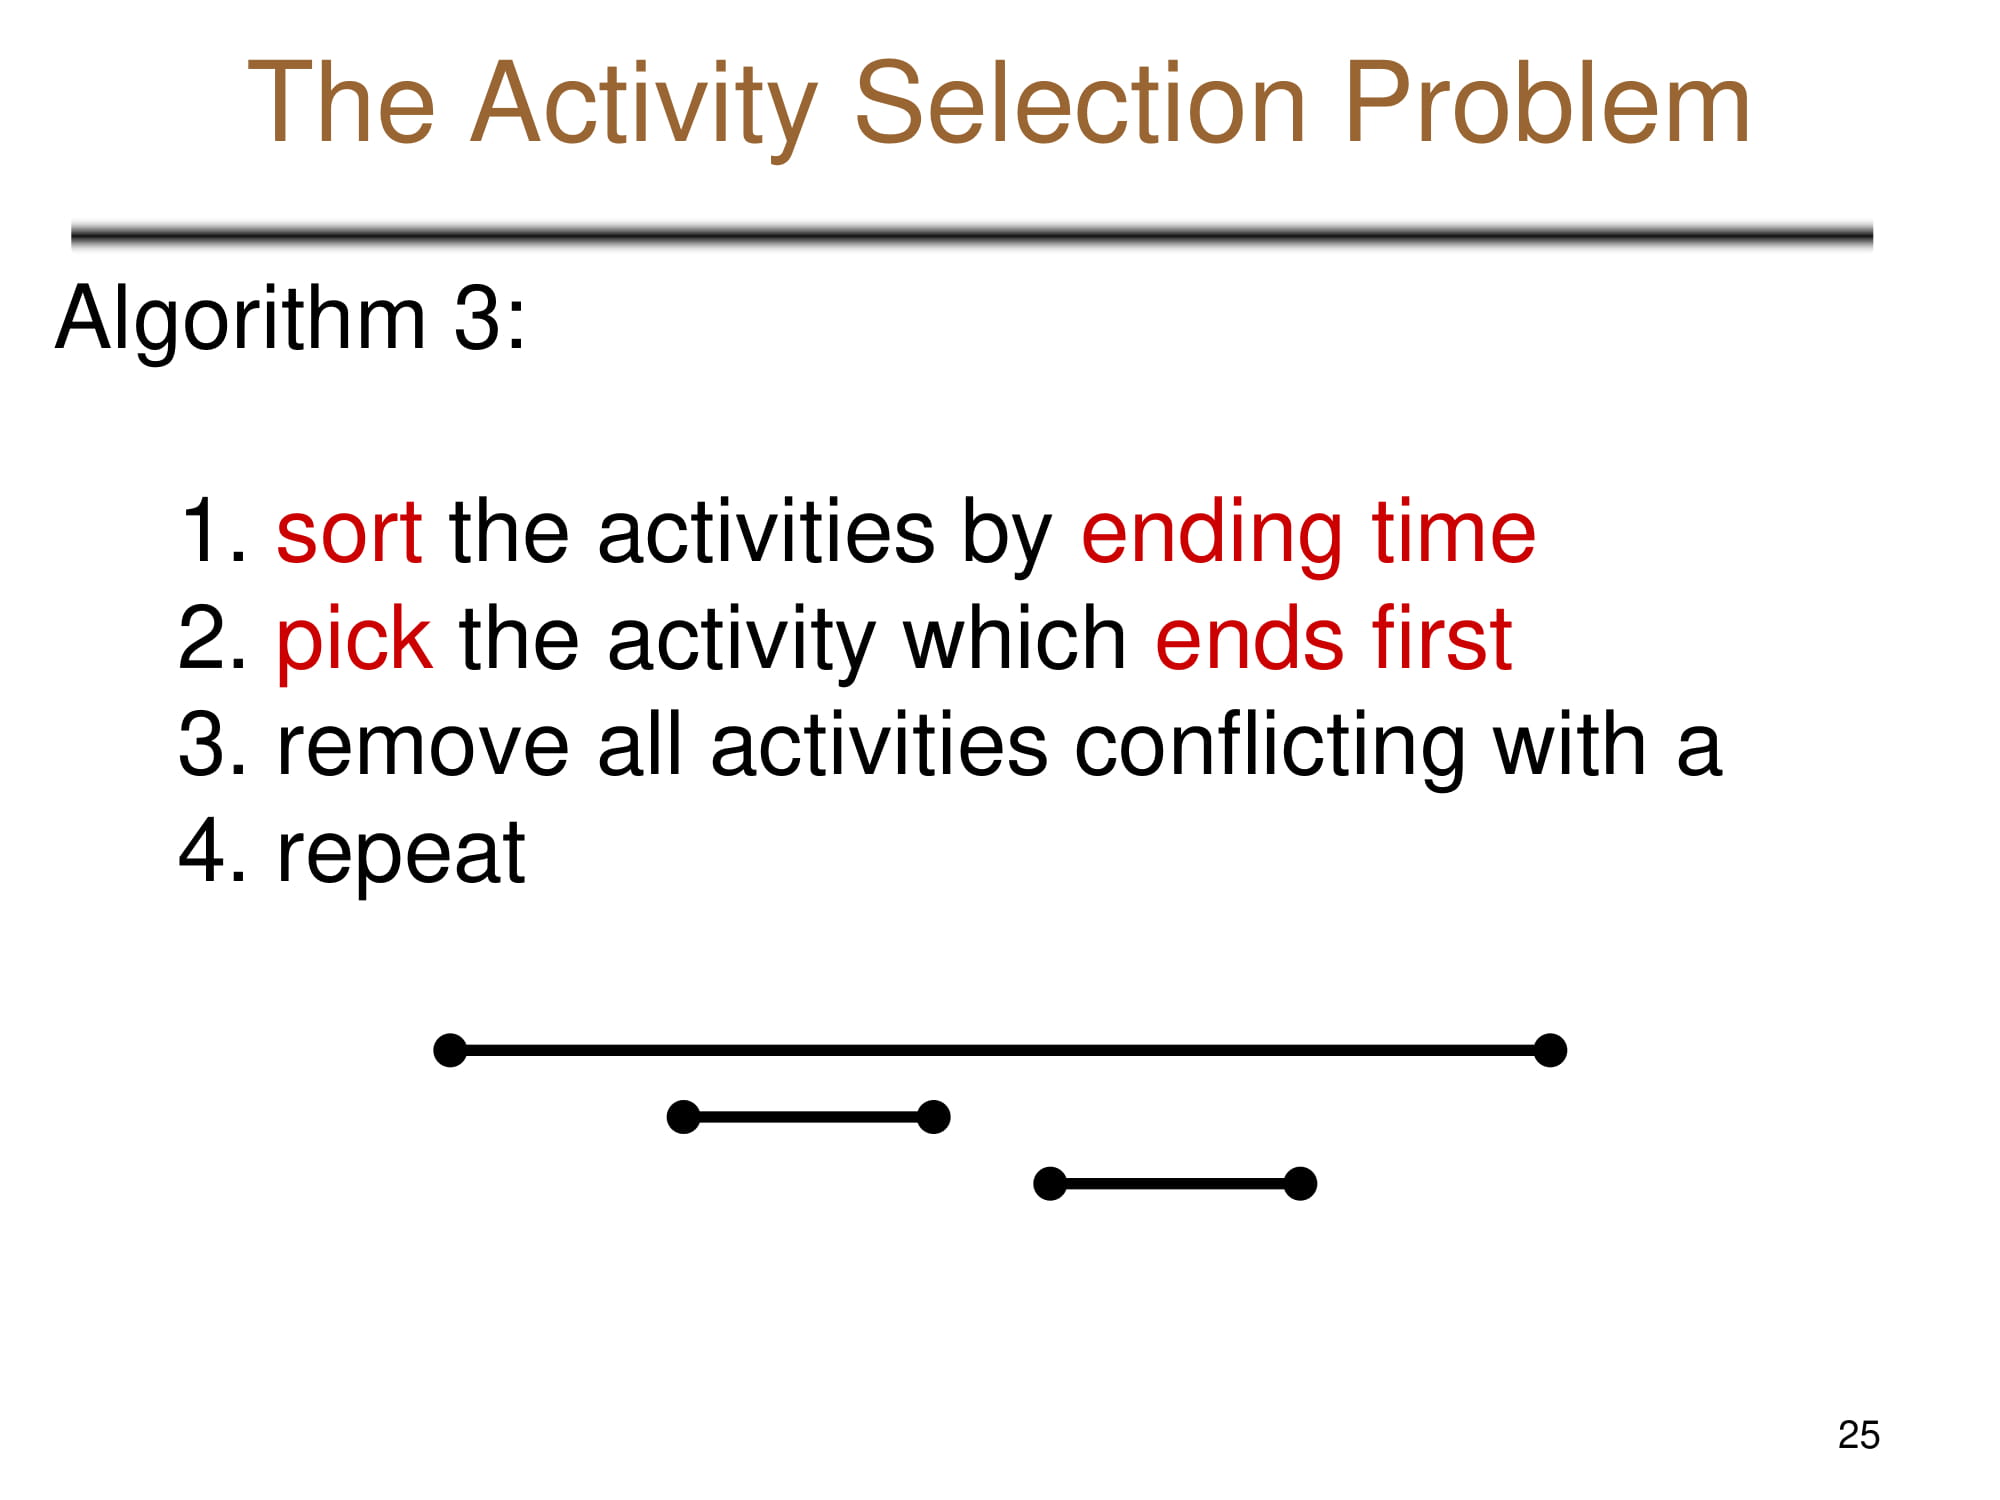 The Activity Selection Problem
Algorithm 3:
1. sort the activities by ending time
2. pick the activity which ends first
3. remove all activities conflicting with a
4. repeat
25